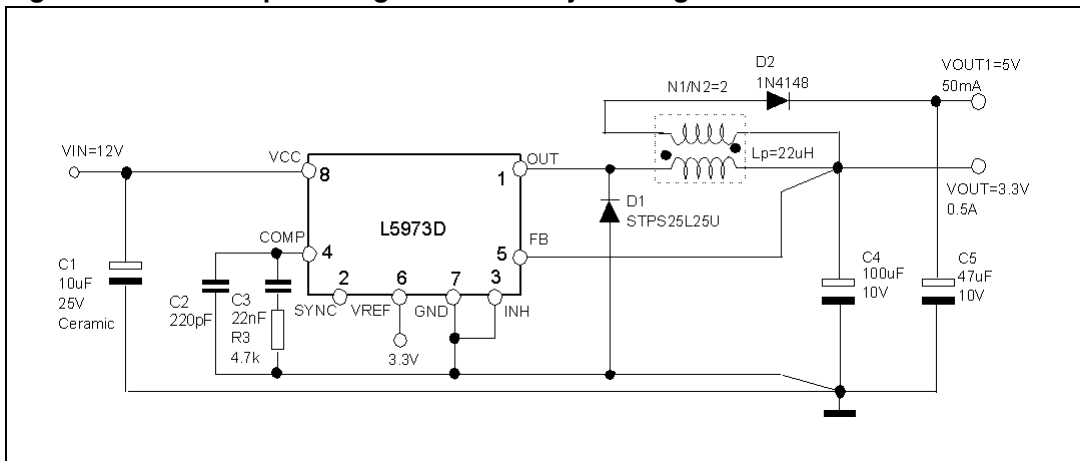 D2
1N4148
N1/N2=2
VOUT1=5V
50mA
VIN=12V
VCC
8
OUT
1
Lp=22uH
VOUT=3.3V
0.5A
D1
STPS25L25U
L5973D
COMP
4
FB
5
C1
10uF
25V
Ceramic
C2
220pF
C3
22nF
R3
4.7k
2
SYNC
6
VREF
7
GND
3
INH
3.3V
C4
100uF
10V
C5
47uF
10V